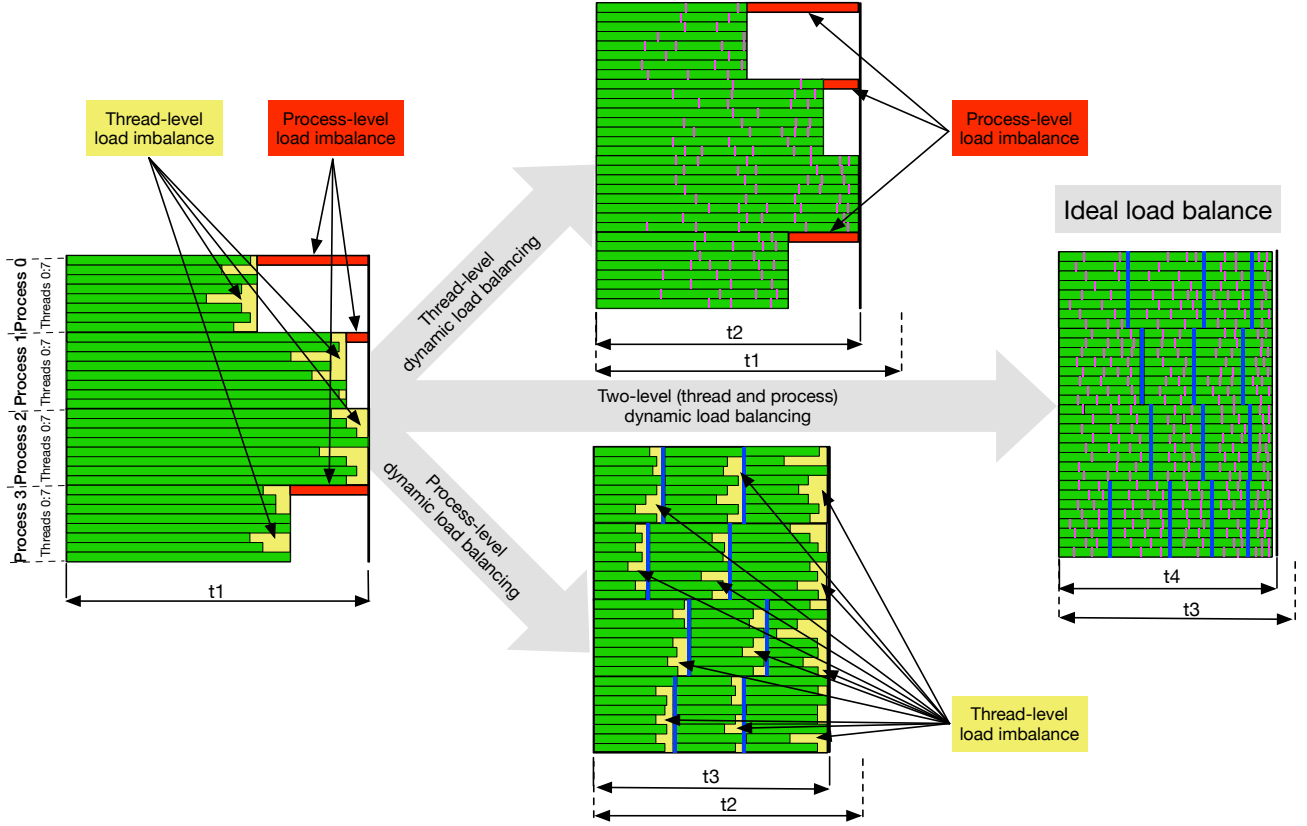 Thread-level
load imbalance
Process-level
load imbalance
Process 0
Threads 0:7
Process 1
Threads 0:7
Process 2
Threads 0:7
Process 3
Threads 0:7
t1
Thread-level
dynamic load balancing
Two-level (thread and process)
dynamic load balancing
Process-level
dynamic load balancing
t2
t1
Process-level
load imbalance
t3
t2
Thread-level
load imbalance
Ideal load balance
t4
t3